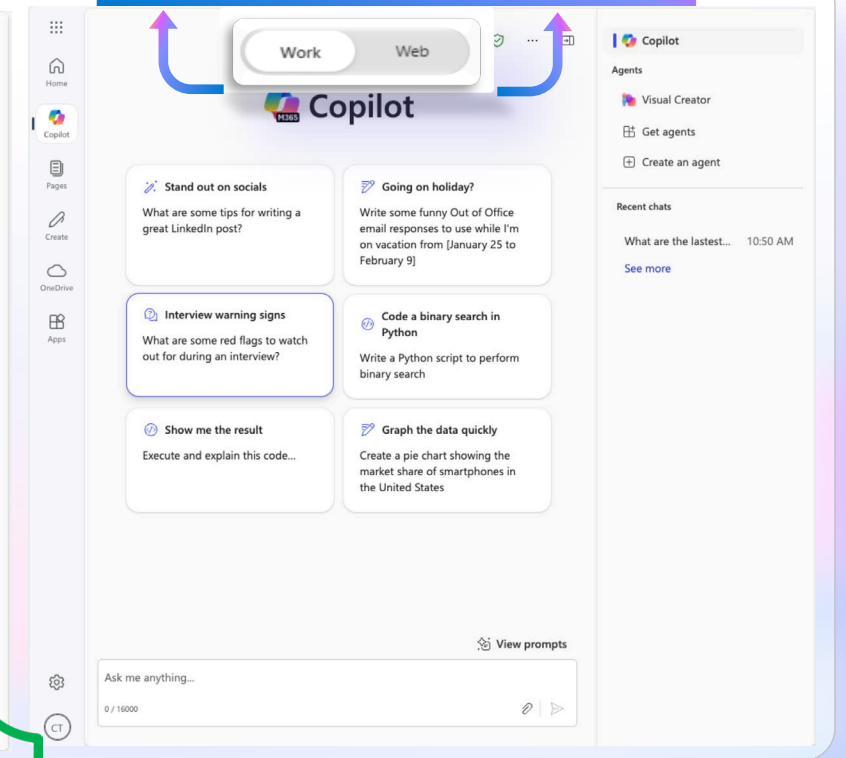 Work Web
M365 Copilot
Home
Copilot
Pages
Create
OneDrive
Apps
CT
Stand out on socials
What are some tips for writing a
great LinkedIn post?
Going on holiday?
Write some funny Out of Office
email responses to use while I'm
on vacation from [January 25 to
February 9]
Interview warning signs
What are some red flags to watch
out for during an interview?
Code a binary search in
Python
Write a Python script to perform
binary search
Show me the result
Execute and explain this code...
Graph the data quickly
Create a pie chart showing the
market share of smartphones in
the United States
View prompts
Ask me anything...
0 / 16000
Copilot
Agents
Visual Creator
Get agents
Create an agent
Recent chats
What are the lastest... 10:50 AM
See more